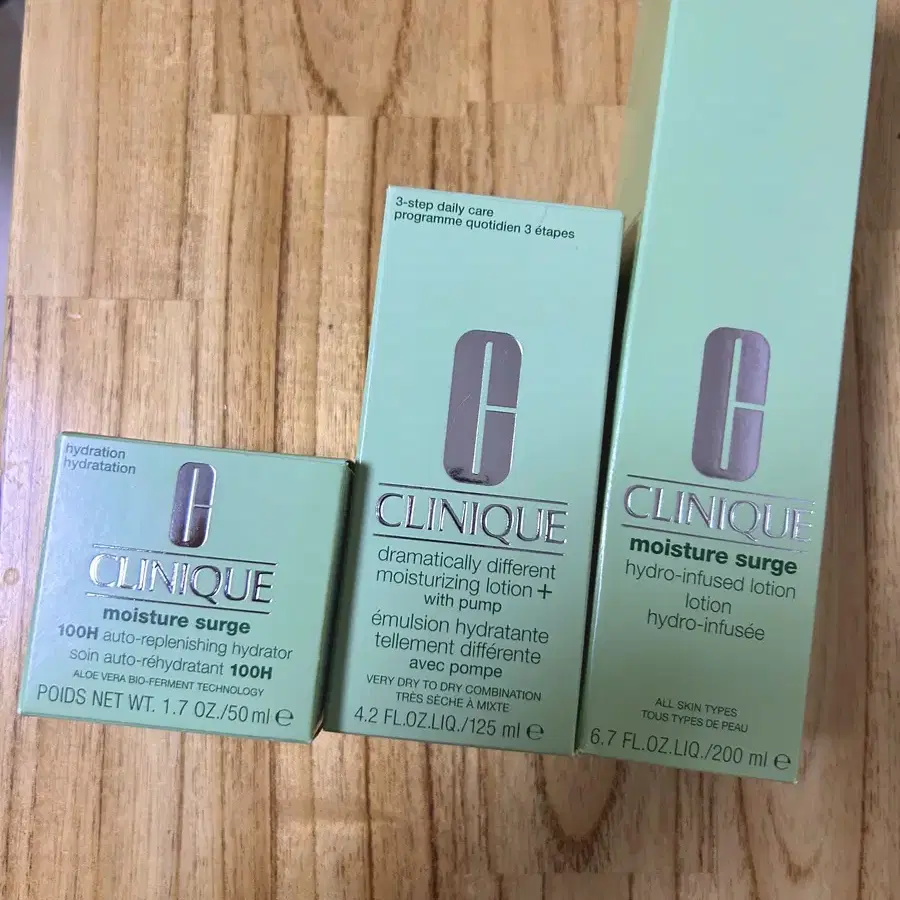 hydration
hydratation
CLINIQUE
moisture surge
100H auto-replenishing hydrator
soin auto-réhydratant 100H
ALOE VERA BIO-FERMENT TECHNOLOGY
POIDS NET WT. 1.7 OZ./50 ml e
3-step daily care
programme quotidien 3 étapes
CLINIQUE
dramatically different
moisturizing lotion +
with pump
émulsion hydratante
tellement différente
avec pompe
VERY DRY TO DRY COMBINATION
TRÈS SÈCHE À MIXTE
4.2 FL.OZ.LIQ./125 ml e
CLINIQUE
moisture surge
hydro-infused lotion
lotion
hydro-infusée
ALL SKIN TYPES
TOUS TYPES DE PEAU
6.7 FL.OZ.LIQ./200 ml e